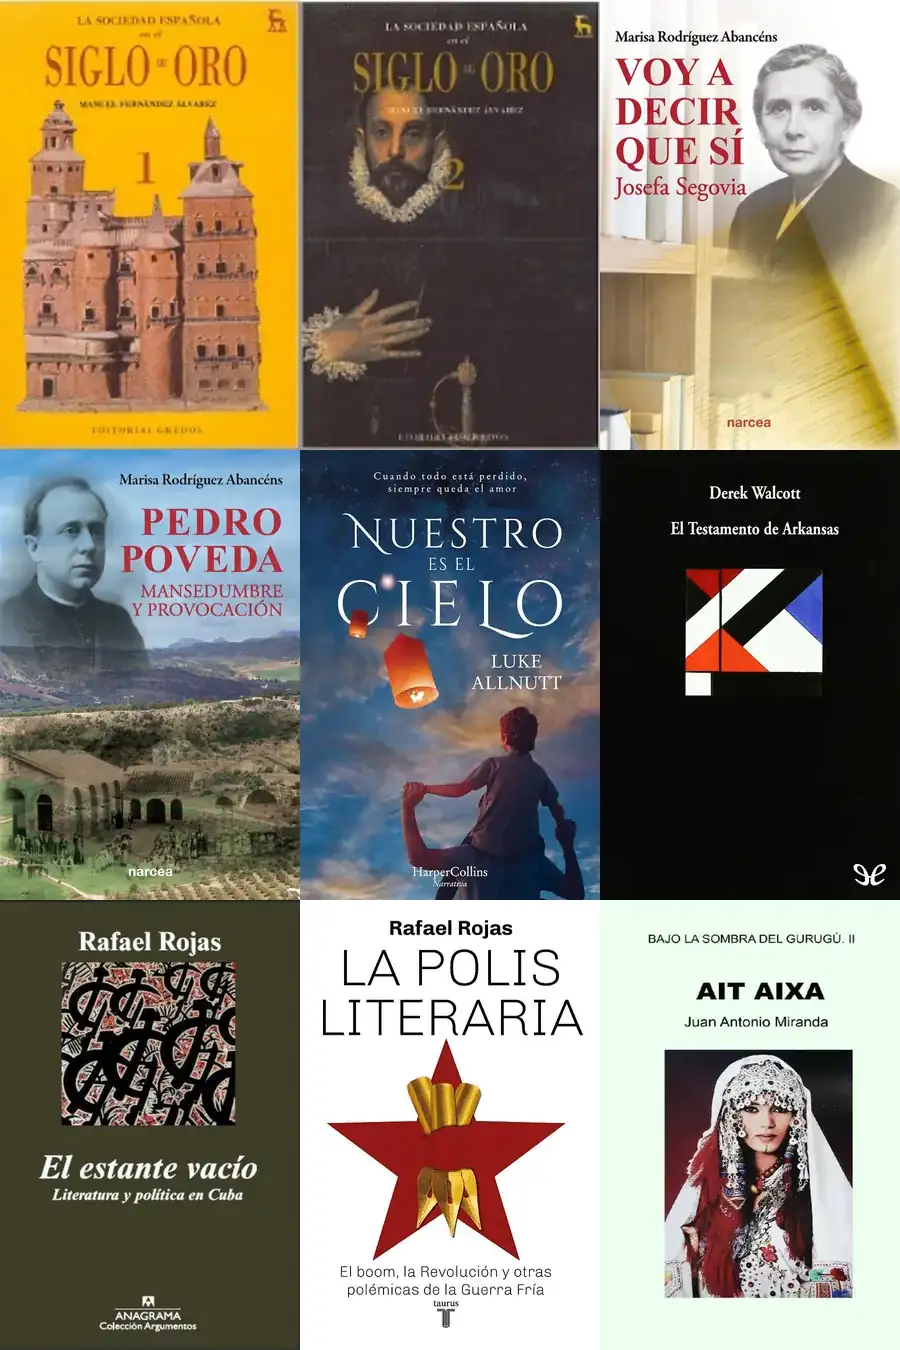 LA SOCIEDAD ESPAÑOLA
en el
SIGLO DE ORO
MANUEL FERNÁNDEZ ÁLVAREZ
1
EDITORIAL GREDOS
LA SOCIEDAD ESPAÑOLA
en el
SIGLO DE ORO
MANUEL FERNÁNDEZ ÁLVAREZ
2
EDITORIAL GREDOS
Marisa Rodríguez Abancéns
VOY A
DECIR
QUE SÍ
Josefa Segovia
narcea
Marisa Rodríguez Abancéns
PEDRO
POVEDA
MANSEDUMBRE
Y PROVOCACIÓN
narcea
Cuando todo está perdido,
siempre queda el amor
NUESTRO
ES EL
CIELO
LUKE
ALLNUTT
HarperCollins
Narrativa
Derek Walcott
El Testamento de Arkansas
Rafael Rojas
El estante vacío
Literatura y política en Cuba
ANAGRAMA
Colección Argumentos
Rafael Rojas
LA POLIS
LITERARIA
El boom, la Revolución y otras
polémicas de la Guerra Fría
taurus
BAJO LA SOMBRA DEL GURUGÚ. II
AIT AIXA
Juan Antonio Miranda